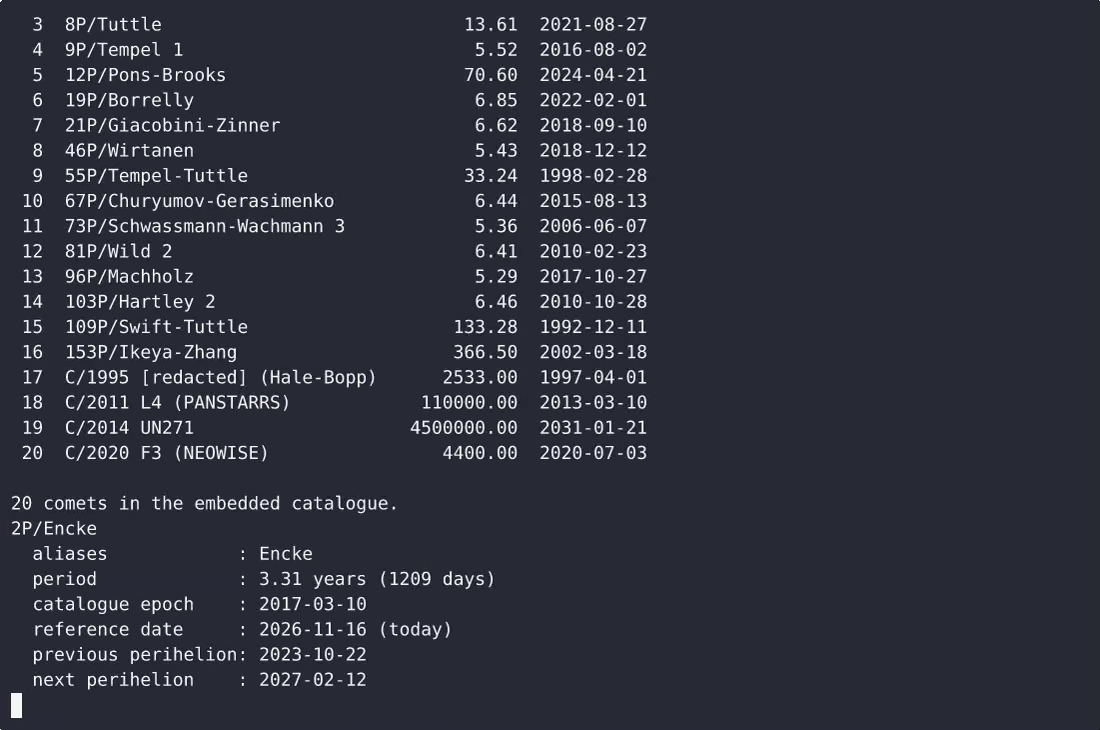 3  8P/Tuttle                            13.61  2021-08-27
4  9P/Tempel 1                           5.52  2016-08-02
5  12P/Pons-Brooks                      70.60  2024-04-21
6  19P/Borrelly                          6.85  2022-02-01
7  21P/Giacobini-Zinner                  6.62  2018-09-10
8  46P/Wirtanen                          5.43  2018-12-12
9  55P/Tempel-Tuttle                    33.24  1998-02-28
10  67P/Churyumov-Gerasimenko             6.44  2015-08-13
11  73P/Schwassmann-Wachmann 3            5.36  2006-06-07
12  81P/Wild 2                            6.41  2010-02-23
13  96P/Machholz                          5.29  2017-10-27
14  103P/Hartley 2                        6.46  2010-10-28
15  109P/Swift-Tuttle                   133.28  1992-12-11
16  153P/Ikeya-Zhang                    366.50  2002-03-18
17  C/1995 [redacted] (Hale-Bopp)      2533.00  1997-04-01
18  C/2011 L4 (PANSTARRS)            110000.00  2013-03-10
19  C/2014 UN271                    4500000.00  2031-01-21
20  C/2020 F3 (NEOWISE)                4400.00  2020-07-03
20 comets in the embedded catalogue.
2P/Encke
aliases            : Encke
period             : 3.31 years (1209 days)
catalogue epoch    : 2017-03-10
reference date     : 2026-11-16 (today)
previous perihelion: 2023-10-22
next perihelion    : 2027-02-12